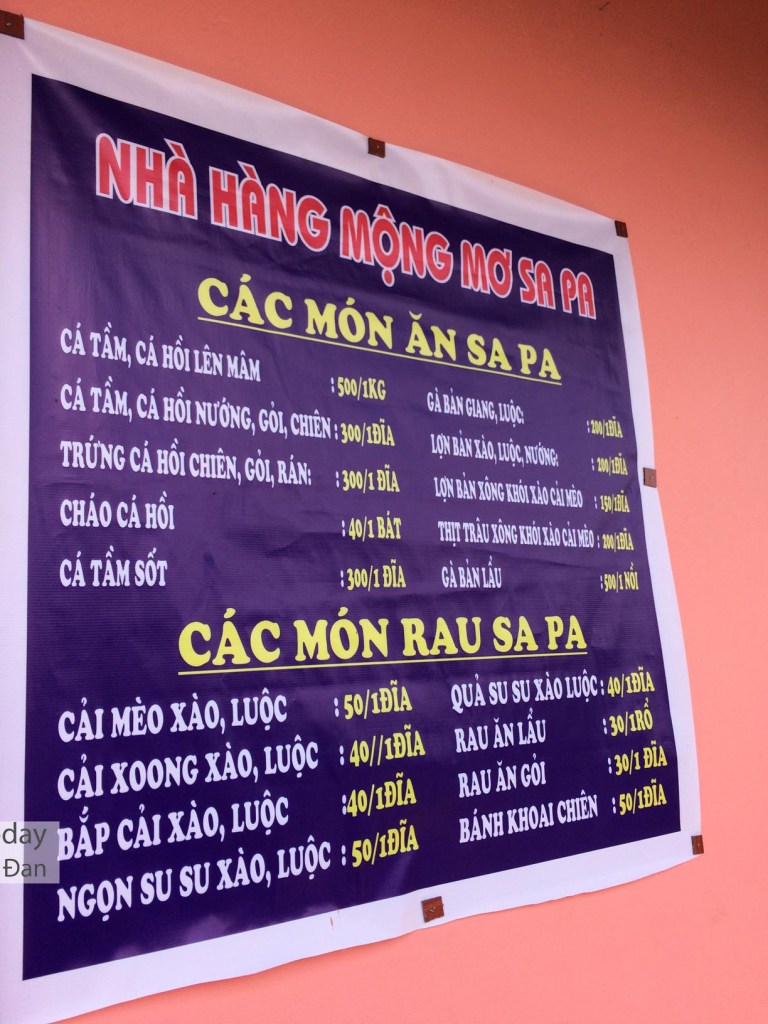 NHÀ HÀNG MỘNG MƠ SA PA
CÁC MÓN ĂN SA PA
CÁ TẦM, CÁ HỒI LÊN MÂM : 500/1KG
CÁ TẦM, CÁ HỒI NƯỚNG, GỎI, CHIÊN : 300/1ĐĨA
TRỨNG CÁ HỒI CHIÊN, GỎI, RÁN: : 300/1 ĐĨA
CHÁO CÁ HỒI : 40/1 BÁT
CÁ TẦM SỐT : 300/1 ĐĨA
GÀ BẢN GIANG, LUỘC: : 200/1ĐĨA
LỢN BẢN XÀO, LUỘC, NƯỚNG: : 200/1ĐĨA
LỢN BẢN XÔNG KHÓI XÀO CẢI MÈO : 150/1ĐĨA
THỊT TRÂU XÔNG KHÓI XÀO CẢI MÈO : 200/1ĐĨA
GÀ BẢN LẨU : 500/1 NỒI
CÁC MÓN RAU SA PA
CẢI MÈO XÀO, LUỘC : 50/1ĐĨA
CẢI XOONG XÀO, LUỘC : 40//1ĐĨA
BẮP CẢI XÀO, LUỘC :40/1ĐĨA
NGỌN SU SU XÀO, LUỘC : 50/1ĐĨA
QUẢ SU SU XÀO LUỘC : 40/1ĐĨA
RAU ĂN LẨU : 30/1RỔ
RAU ĂN GỎI : 30/1 ĐĨA
BÁNH KHOAI CHIÊN : 50/1ĐĨA
day
Đan